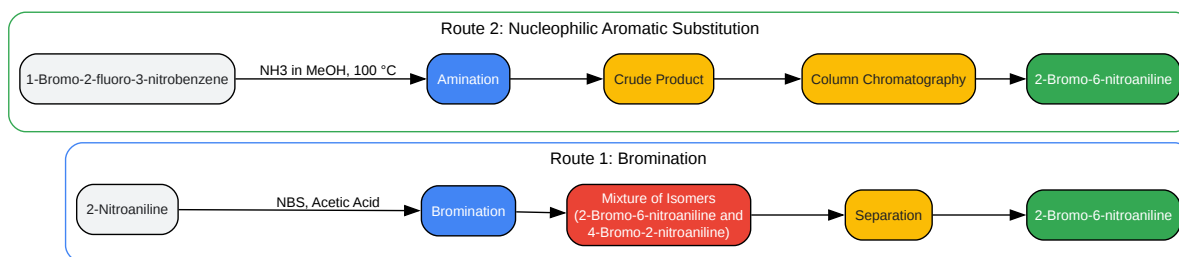 Route 2: Nucleophilic Aromatic Substitution
1-Bromo-2-fluoro-3-nitrobenzene
NH3 in MeOH, 100 °C
Amination
Crude Product
Column Chromatography
2-Bromo-6-nitroaniline
Route 1: Bromination
2-Nitroaniline
NBS, Acetic Acid
Bromination
Mixture of Isomers
(2-Bromo-6-nitroaniline and
4-Bromo-2-nitroaniline)
Separation
2-Bromo-6-nitroaniline